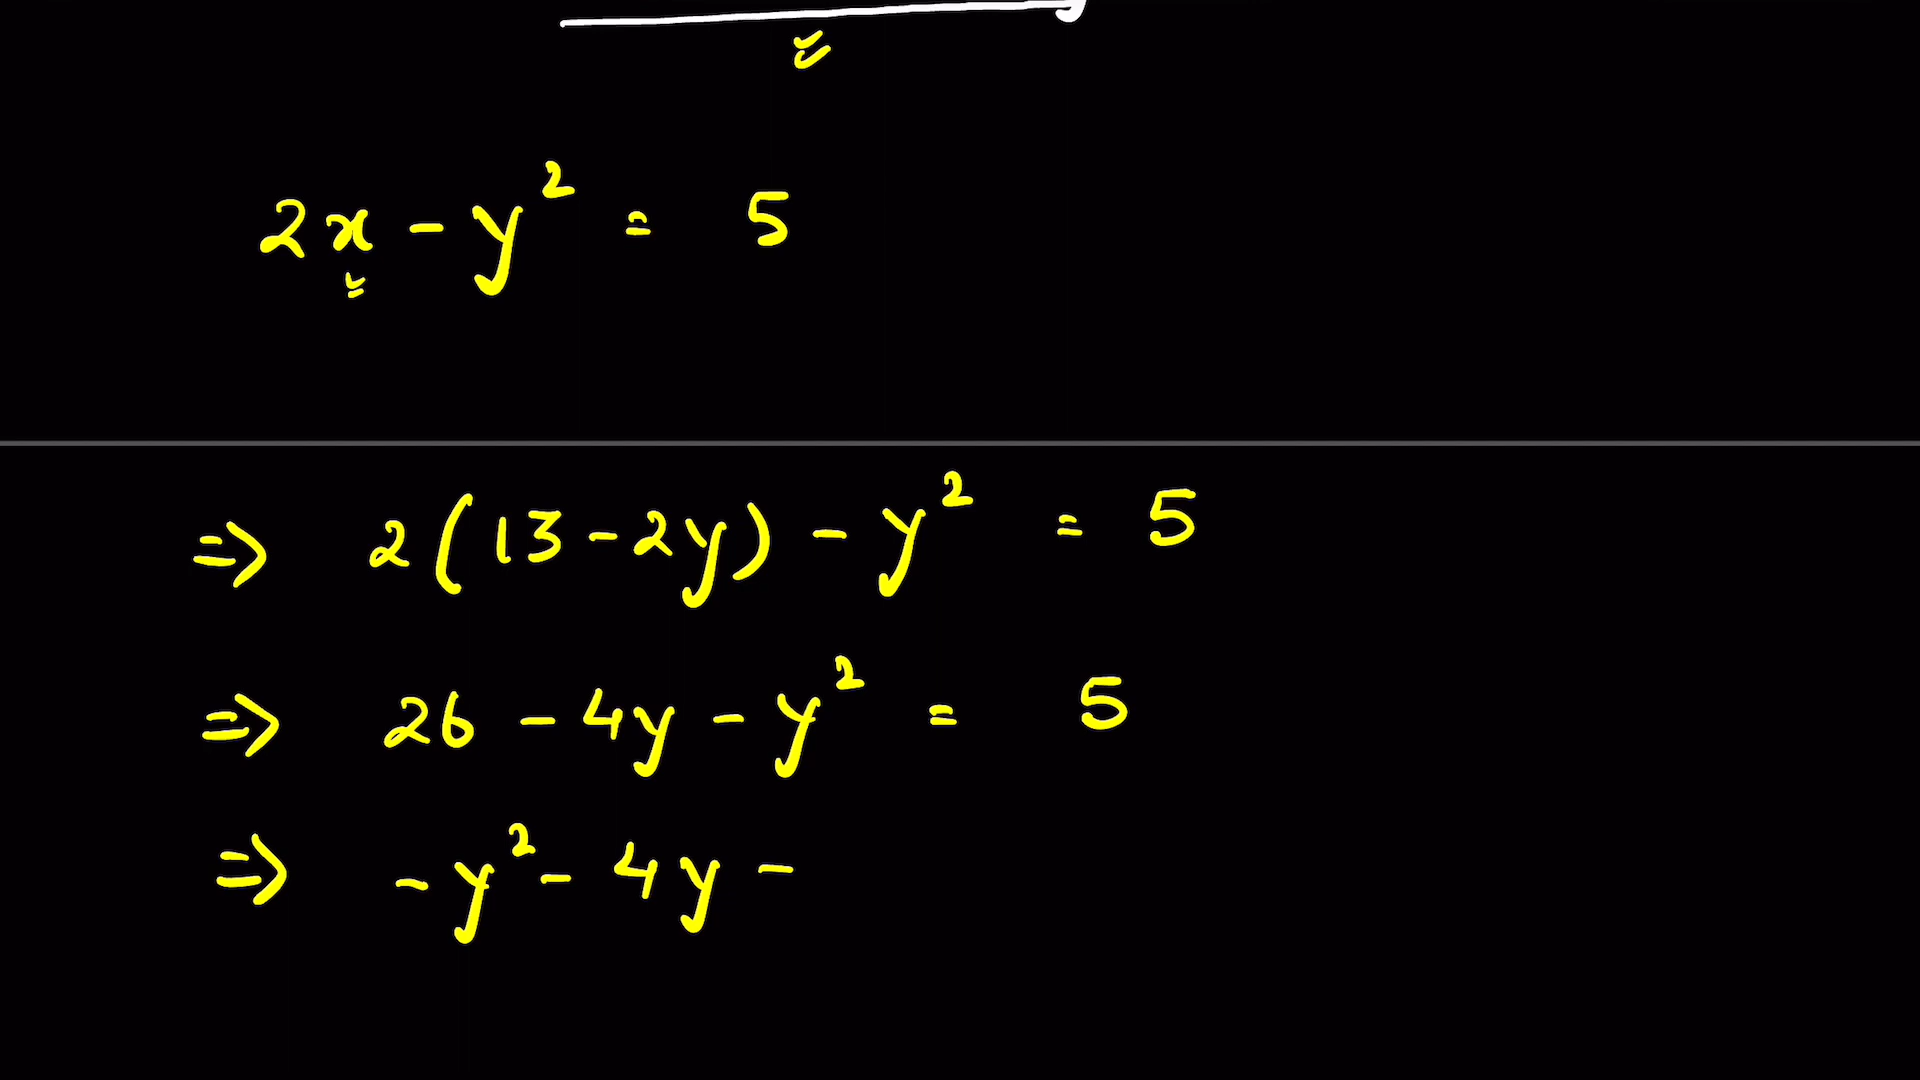 2x - y² = 5
=> 2(13-2y) - y² = 5
=> 26 - 4y - y² = 5
=> -y² - 4y -